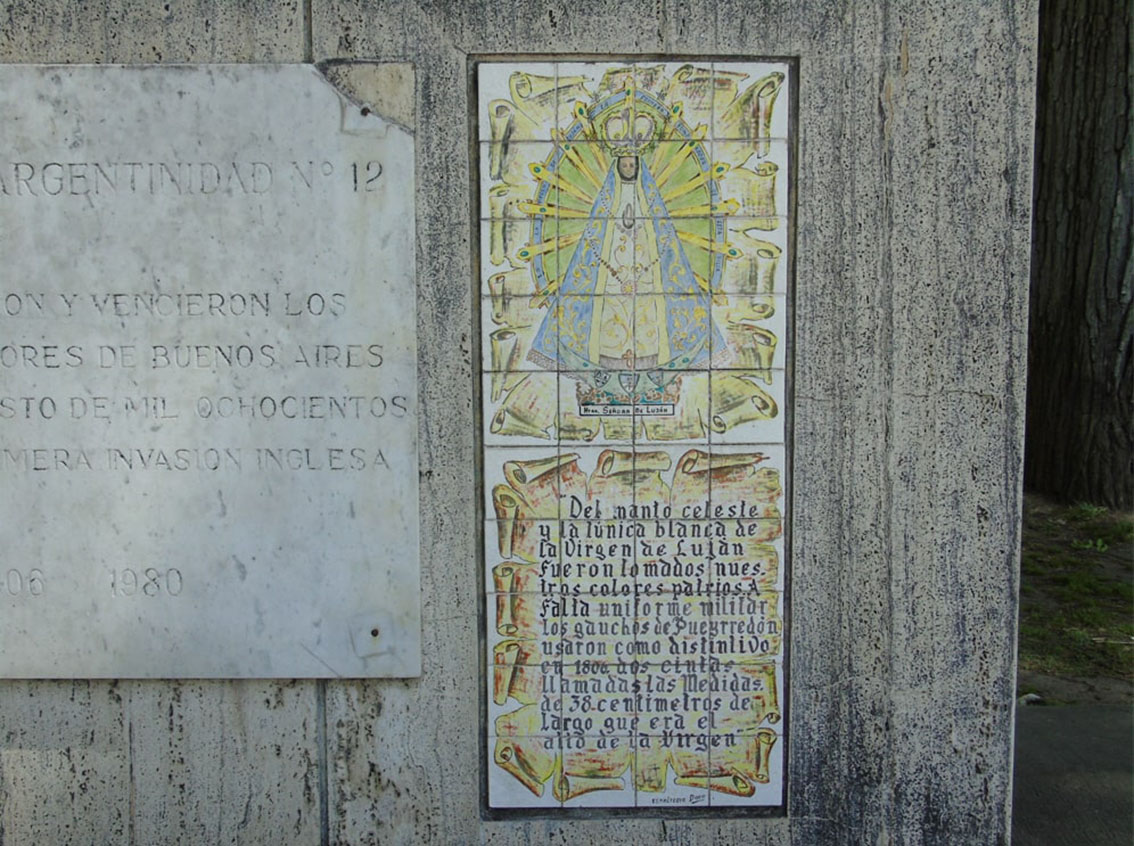 ARGENTINIDAD Nº 12
ON Y VENCIERON LOS
ORES DE BUENOS AIRES
STO DE MIL OCHOCIENTOS
MERA INVASIÓN INGLESA
06 1980
Ntra. Señora de Luján
"Del manto celeste
y la túnica blanca de
la Virgen de Luján
Fueron tomados nues-
tros colores patrios. A
Falta uniforme militar
los gauchos de Pueyrredón
usaron como distintivo
en 1806, dos cintas
llamadas las Medidas
de 38. centímetros de
largo que era el
alto de la Virgen"